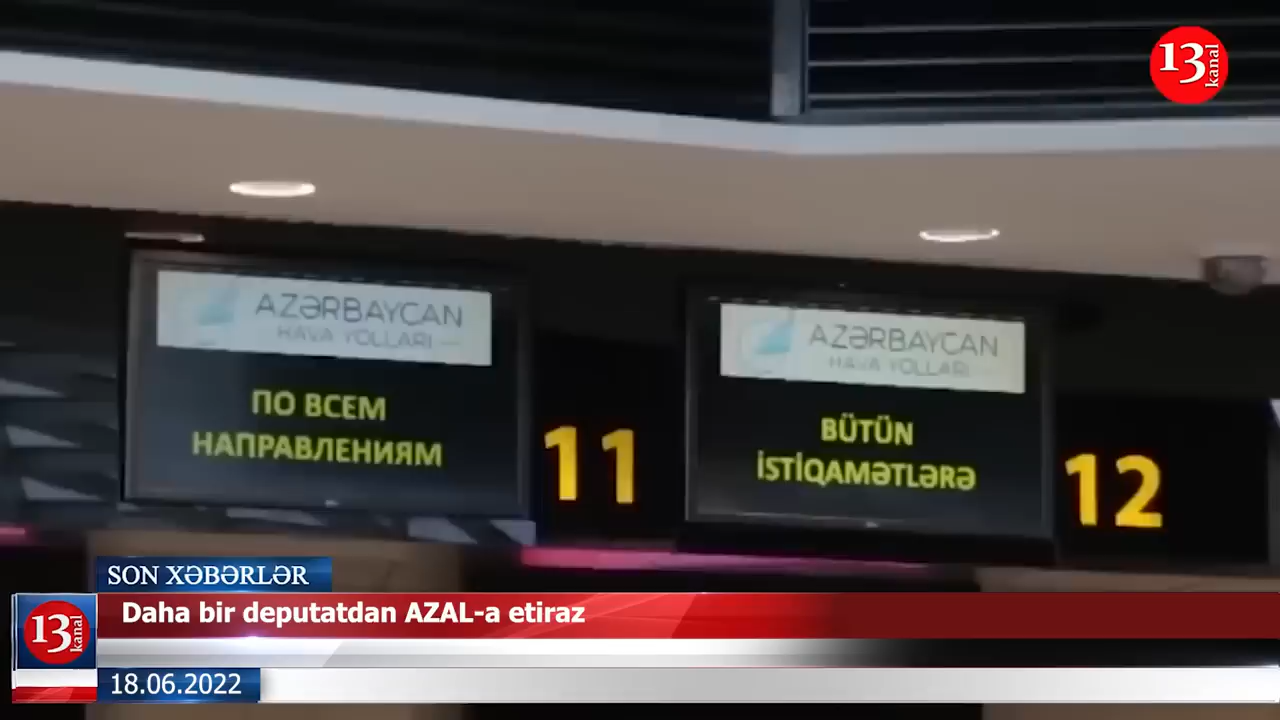 13 kanal
AZƏRBAYCAN
HAVA YOLLARI
ПО ВСЕМ
НАПРАВЛЕНИЯМ
11
AZƏRBAYCAN
HAVA YOLLARI
BÜTÜN
İSTİQAMƏTLƏRƏ
12
SON XƏBƏRLƏR
Daha bir deputatdan AZAL-a etiraz
13 kanal
18.06.2022